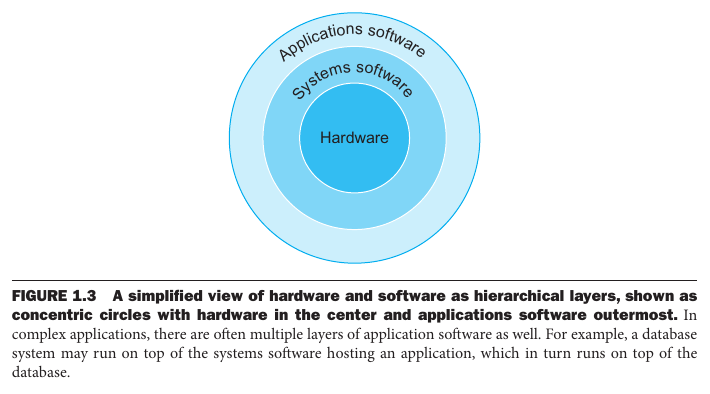 Applications software
Systems software
Hardware
FIGURE 1.3 A simplified view of hardware and software as hierarchical layers, shown as
concentric circles with hardware in the center and applications software outermost. In
complex applications, there are often multiple layers of application software as well. For example, a database
system may run on top of the systems software hosting an application, which in turn runs on top of the
database.